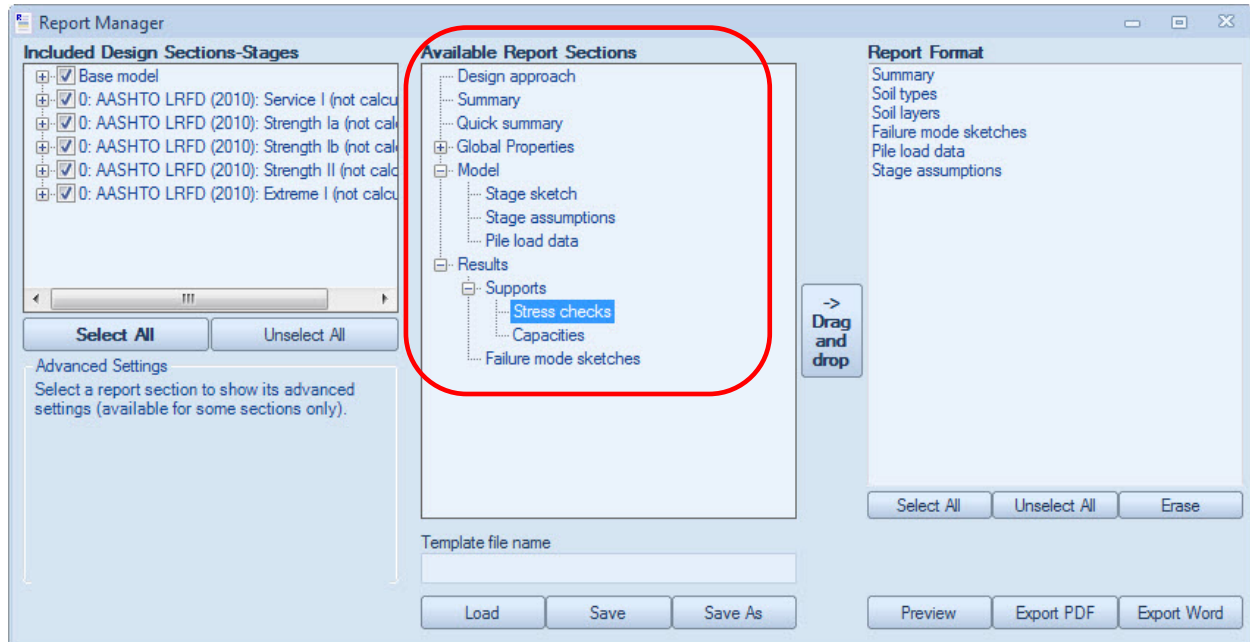 Report Manager
Included Design Sections-Stages
Base model
0: AASHTO LRFD (2010): Service I (not calcu
0: AASHTO LRFD (2010): Strength Ia (not cal
0: AASHTO LRFD (2010): Strength Ib (not cal
0: AASHTO LRFD (2010): Strength II (not calc
0: AASHTO LRFD (2010): Extreme I (not calcu
Select All
Unselect All
Advanced Settings
Select a report section to show its advanced
settings (available for some sections only).
Available Report Sections
Design approach
Summary
Quick summary
Global Properties
Model
Stage sketch
Stage assumptions
Pile load data
Results
Supports
Stress checks
Capacities
Failure mode sketches
Template file name
Load
Save
Save As
->
Drag
and
drop
Report Format
Summary
Soil types
Soil layers
Failure mode sketches
Pile load data
Stage assumptions
Select All
Unselect All
Erase
Preview
Export PDF
Export Word